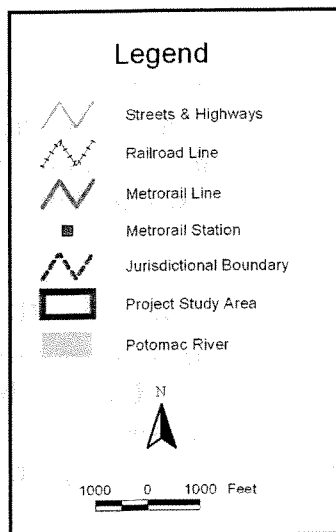 Legend
Streets & Highways
Railroad Line
Metrorail Line
Metrorail Station
Jurisdictional Boundary
Project Study Area
Potomac River
N
1000 0 1000 Feet